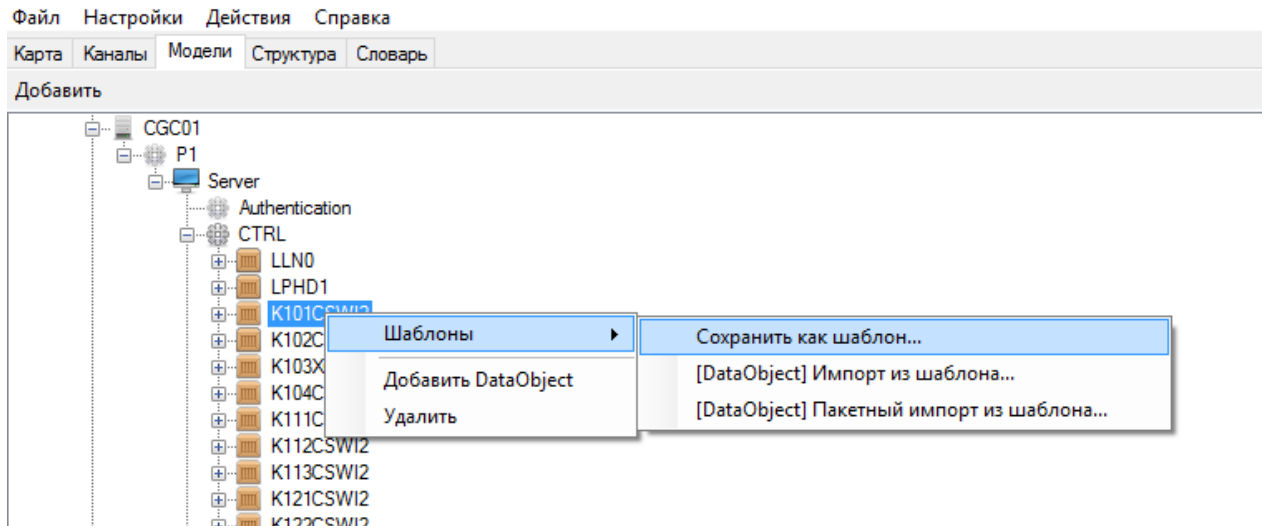 Файл Настройки Действия Справка
Карта Каналы Модели Структура Словарь
Добавить
CGC01
P1
Server
Authentication
CTRL
LLN0
LPHD1
K101CSWI2
K102C
Шаблоны
Сохранить как шаблон...
K103X
[DataObject] Импорт из шаблона...
K104C
Добавить DataObject
[DataObject] Пакетный импорт из шаблона...
K111C
Удалить
K112CSWI2
K113CSWI2
K121CSWI2
K122CSWI2